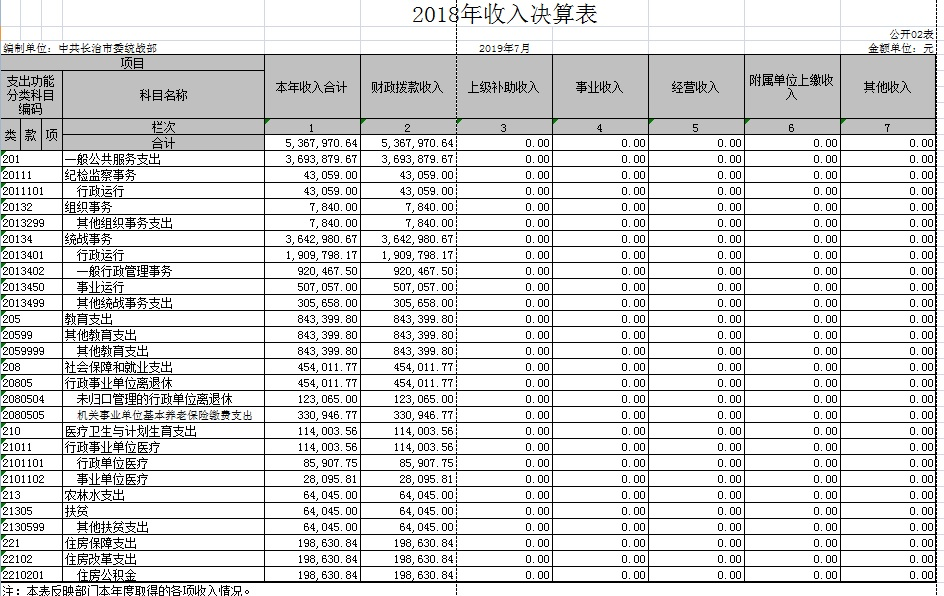 2018年收入决算表
公开02表
编制单位：中共长治市委统战部 2019年7月 金额单位：元
项目 本年收入合计 财政拨款收入 上级补助收入 事业收入 经营收入 附属单位上缴收入 其他收入
支出功能分类科目编码 科目名称
类 款 项 栏次 1 2 3 4 5 6 7
合计 5,367,970.64 5,367,970.64 0.00 0.00 0.00 0.00 0.00
201 一般公共服务支出 3,693,879.67 3,693,879.67 0.00 0.00 0.00 0.00 0.00
20111 纪检监察事务 43,059.00 43,059.00 0.00 0.00 0.00 0.00 0.00
2011101 行政运行 43,059.00 43,059.00 0.00 0.00 0.00 0.00 0.00
20132 组织事务 7,840.00 7,840.00 0.00 0.00 0.00 0.00 0.00
2013299 其他组织事务支出 7,840.00 7,840.00 0.00 0.00 0.00 0.00 0.00
20134 统战事务 3,642,980.67 3,642,980.67 0.00 0.00 0.00 0.00 0.00
2013401 行政运行 1,909,798.17 1,909,798.17 0.00 0.00 0.00 0.00 0.00
2013402 一般行政管理事务 920,467.50 920,467.50 0.00 0.00 0.00 0.00 0.00
2013450 事业运行 507,057.00 507,057.00 0.00 0.00 0.00 0.00 0.00
2013499 其他统战事务支出 305,658.00 305,658.00 0.00 0.00 0.00 0.00 0.00
205 教育支出 843,399.80 843,399.80 0.00 0.00 0.00 0.00 0.00
20599 其他教育支出 843,399.80 843,399.80 0.00 0.00 0.00 0.00 0.00
2059999 其他教育支出 843,399.80 843,399.80 0.00 0.00 0.00 0.00 0.00
208 社会保障和就业支出 454,011.77 454,011.77 0.00 0.00 0.00 0.00 0.00
20805 行政事业单位离退休 454,011.77 454,011.77 0.00 0.00 0.00 0.00 0.00
2080504 未归口管理的行政单位离退休 123,065.00 123,065.00 0.00 0.00 0.00 0.00 0.00
2080505 机关事业单位基本养老保险缴费支出 330,946.77 330,946.77 0.00 0.00 0.00 0.00 0.00
210 医疗卫生与计划生育支出 114,003.56 114,003.56 0.00 0.00 0.00 0.00 0.00
21011 行政事业单位医疗 114,003.56 114,003.56 0.00 0.00 0.00 0.00 0.00
2101101 行政单位医疗 85,907.75 85,907.75 0.00 0.00 0.00 0.00 0.00
2101102 事业单位医疗 28,095.81 28,095.81 0.00 0.00 0.00 0.00 0.00
213 农林水支出 64,045.00 64,045.00 0.00 0.00 0.00 0.00 0.00
21305 扶贫 64,045.00 64,045.00 0.00 0.00 0.00 0.00 0.00
2130599 其他扶贫支出 64,045.00 64,045.00 0.00 0.00 0.00 0.00 0.00
221 住房保障支出 198,630.84 198,630.84 0.00 0.00 0.00 0.00 0.00
22102 住房改革支出 198,630.84 198,630.84 0.00 0.00 0.00 0.00 0.00
2210201 住房公积金 198,630.84 198,630.84 0.00 0.00 0.00 0.00 0.00
注：本表反映部门本年度取得的各项收入情况。